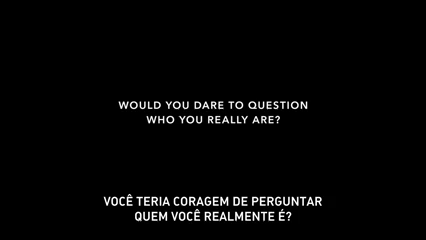 WOULD YOU DARE TO QUESTION
WHO YOU REALLY ARE?
VOCÊ TERIA CORAGEM DE PERGUNTAR
QUEM VOCÊ REALMENTE É?